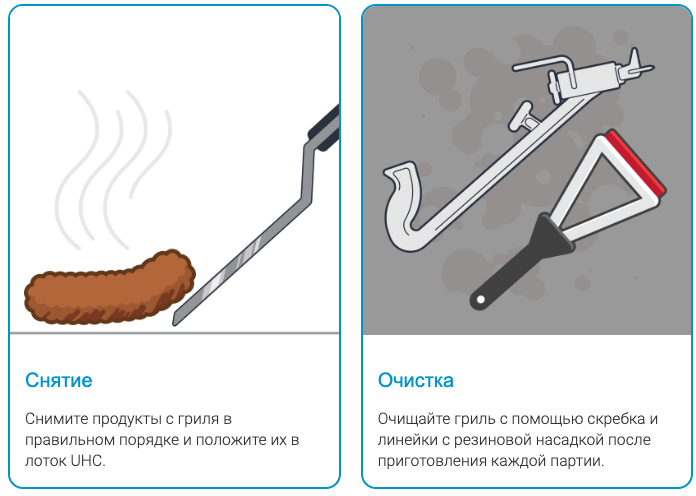 Снятие
Снимите продукты с гриля в
правильном порядке и положите их в
лоток UHC.
Очистка
Очищайте гриль с помощью скребка и
линейки с резиновой насадкой после
приготовления каждой партии.